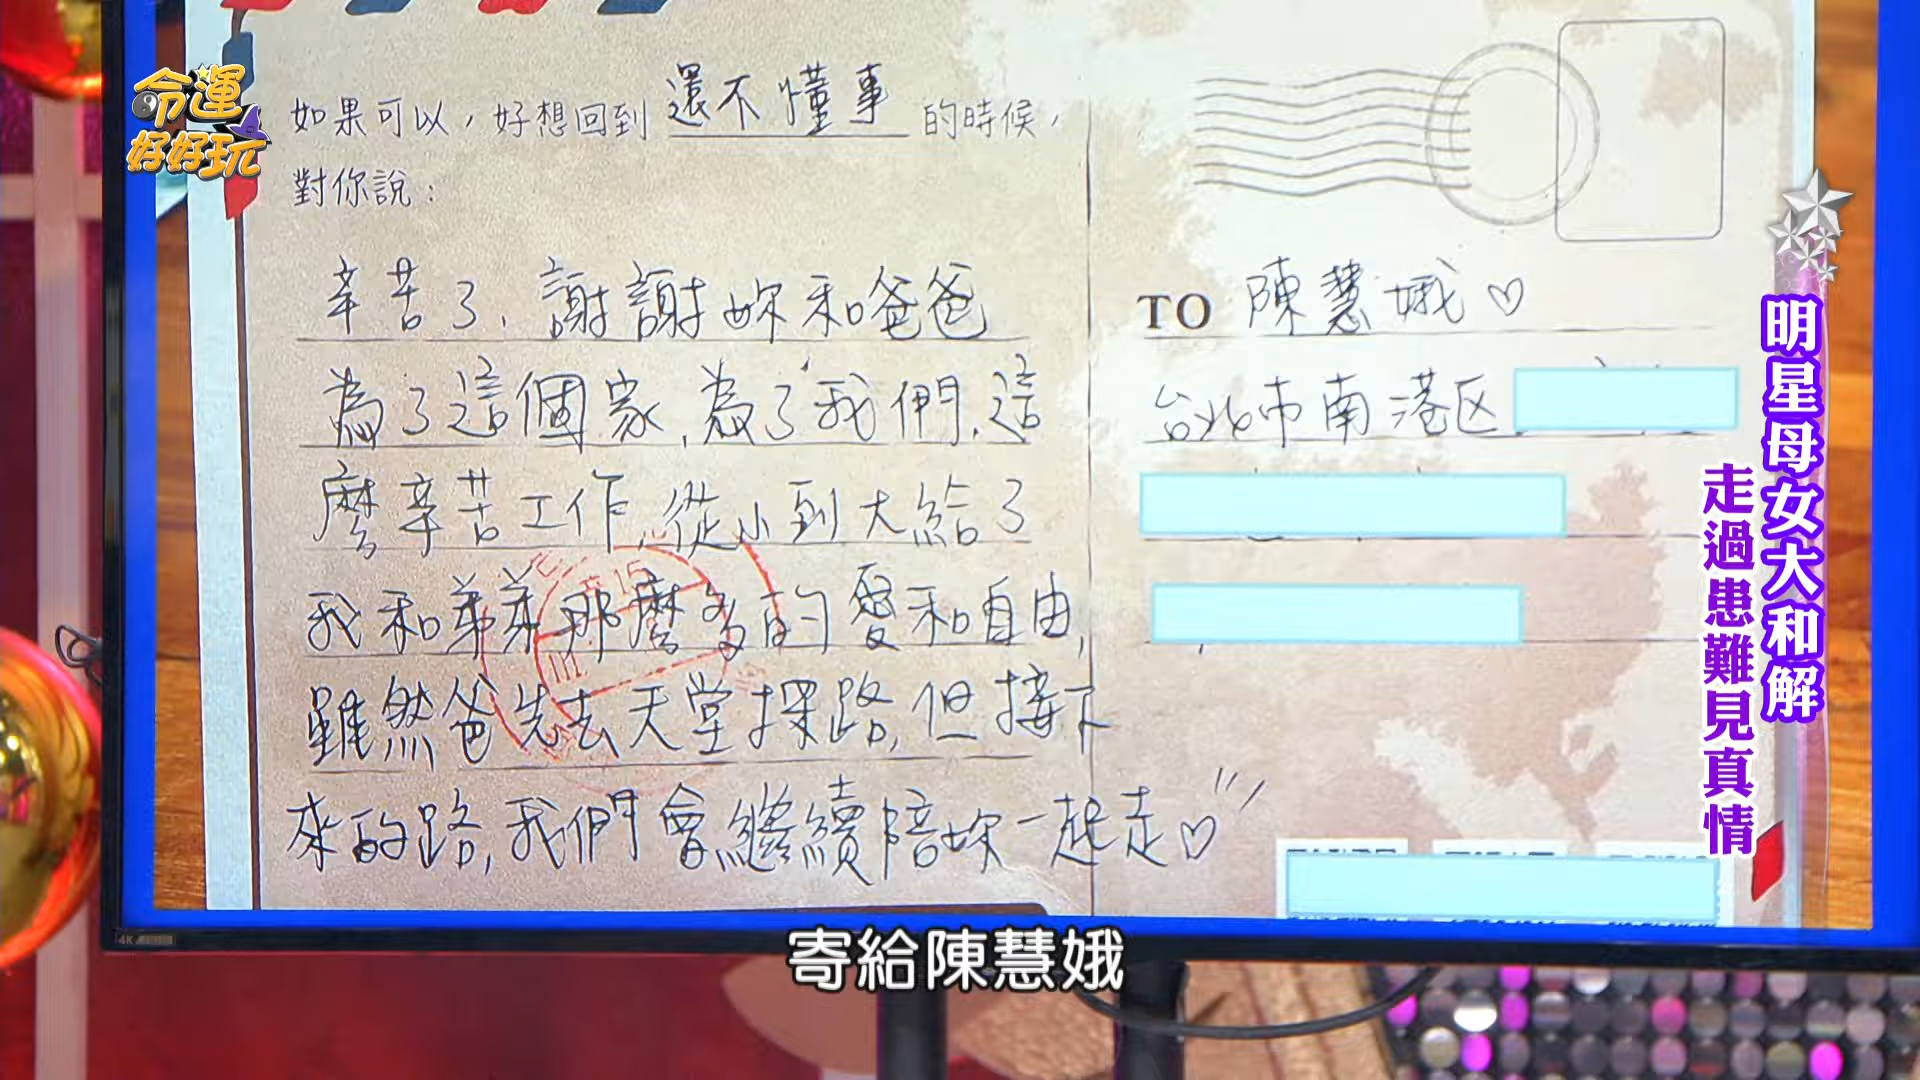 命運
好好玩
如果可以，好想回到 還不懂事 的時候，
對你說：
辛苦了，謝謝妳和爸爸
為了這個家，為了我們，這
麼辛苦工作，從小到大給了
我和弟弟那麼多的愛和自由，
雖然爸先去天堂探路，但接下
來的路，我們會繼續陪妳一起走♡
TO 陳慧娥♡
台北市南港区
明星母女大和解
走過患難見真情
4K
寄給陳慧娥